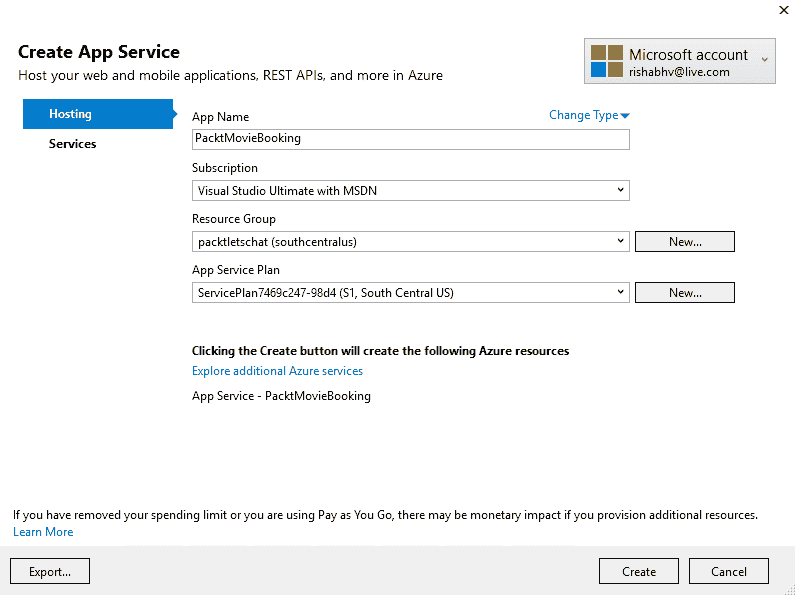 Create App Service
Host your web and mobile applications, REST APIs, and more in Azure
Microsoft account
rishabhv@live.com
Hosting
Services
App Name
Change Type
PacktMovieBooking
Subscription
Visual Studio Ultimate with MSDN
Resource Group
packtletschat (southcentralus)
New...
App Service Plan
ServicePlan7469c247-98d4 (S1, South Central US)
New...
Clicking the Create button will create the following Azure resources
Explore additional Azure services
App Service - PacktMovieBooking
If you have removed your spending limit or you are using Pay as You Go, there may be monetary impact if you provision additional resources.
Learn More
Export...
Create
Cancel